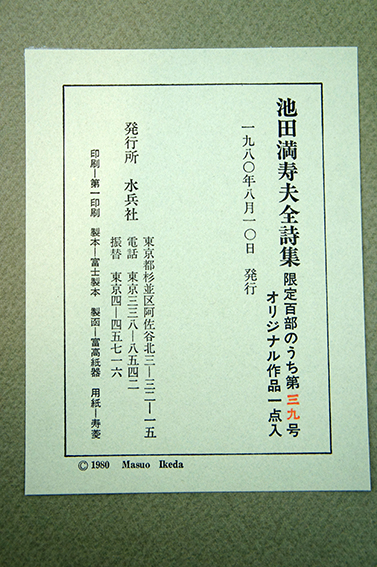 池田満寿夫全詩集
限定百部のうち第三九号
オリジナル作品一点入
一九八〇年八月一〇日　発行
発行所　水兵社
東京都杉並区阿佐谷北三—三二—一五
電話　東京三三八—八五四二
振替　東京四—四五七一六
印刷—第一印刷　製本—富士製本　製函—富高紙器　用紙—寿菱
© 1980 Masuo Ikeda